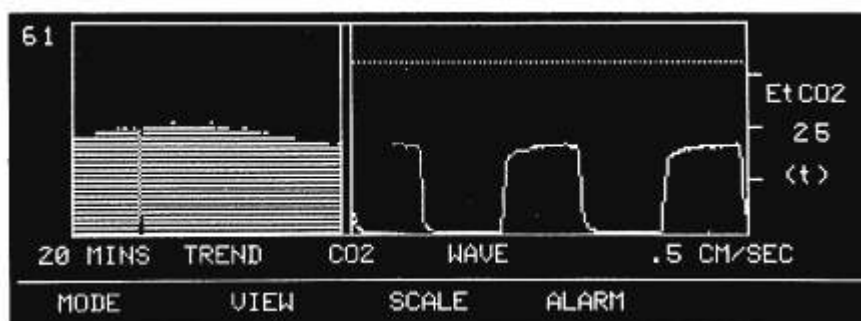 61
EtCO2
25
(t)
20 MINS TREND CO2 WAVE .5 CM/SEC
MODE VIEW SCALE ALARM